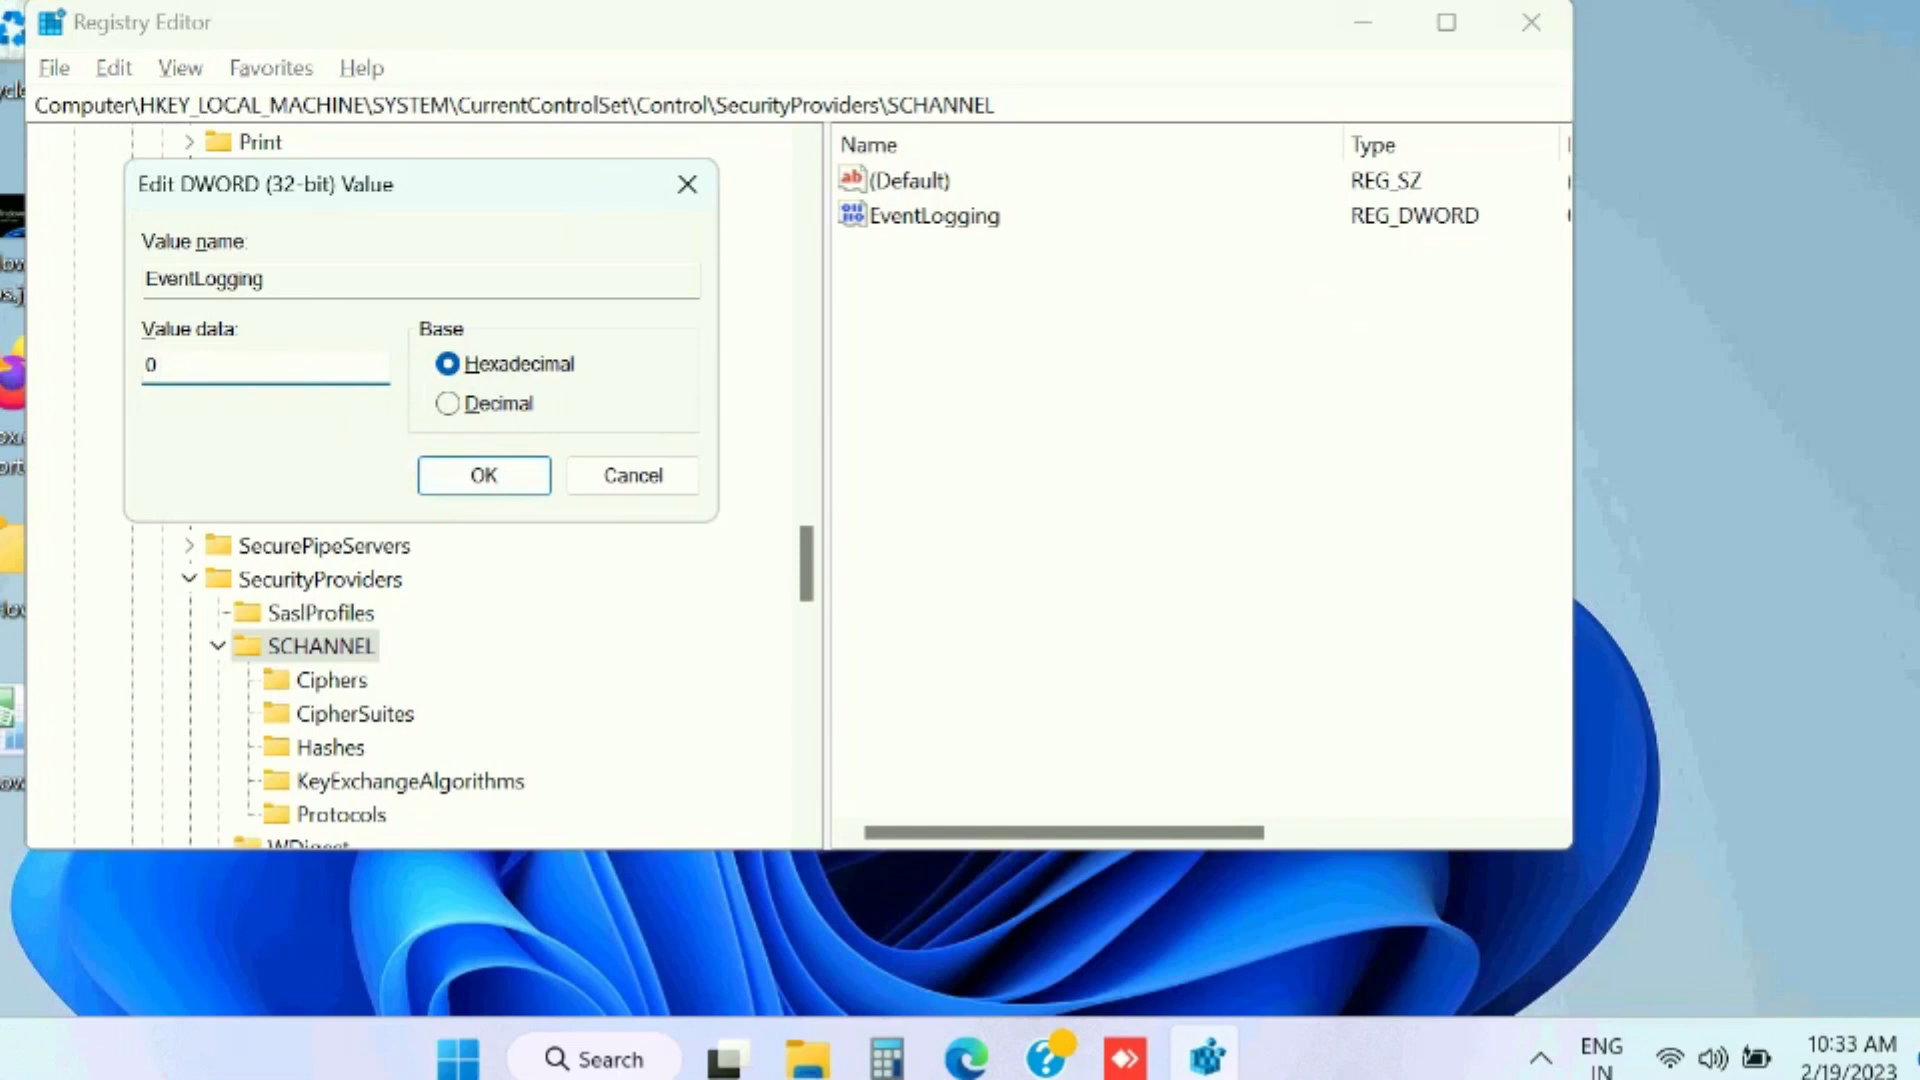 Registry Editor
File Edit View Favorites Help
Computer\HKEY_LOCAL_MACHINE\SYSTEM\CurrentControlSet\Control\SecurityProviders\SCHANNEL
Print
Edit DWORD (32-bit) Value
Value name:
EventLogging
Value data:
0
Base
Hexadecimal
Decimal
OK
Cancel
SecurePipeServers
SecurityProviders
SaslProfiles
SCHANNEL
Ciphers
CipherSuites
Hashes
KeyExchangeAlgorithms
Protocols
WDigest
Name Type
(Default) REG_SZ
EventLogging REG_DWORD
Search
ENG
IN
10:33 AM
2/19/2023